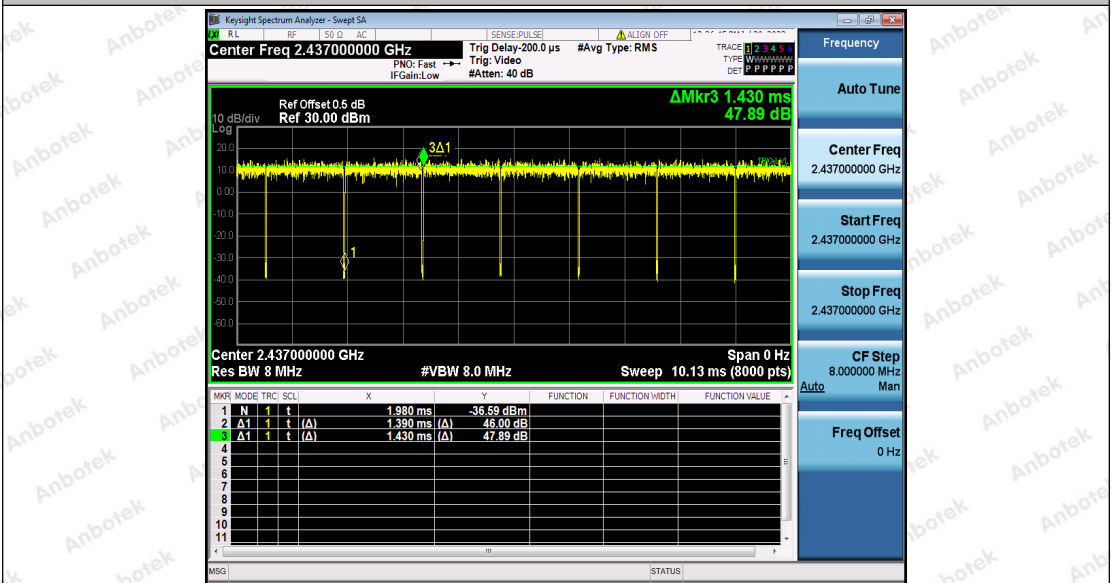 Keysight Spectrum Analyzer - Swept SA
RL RF 50 Ω AC SENSE:PULSE ALIGN OFF
Center Freq 2.437000000 GHz
PNO: Fast
IFGain:Low
Trig Delay-200.0 µs
Trig: Video
#Atten: 40 dB
#Avg Type: RMS
TRACE 1 2 3 4 5 6
TYPE WWWWWW
DET P P P P P P
ΔMkr3 1.430 ms
47.89 dB
Ref Offset 0.5 dB
10 dB/div Ref 30.00 dBm
Log
20.0
10.0
0.00
-10.0
-20.0
-30.0
-40.0
-50.0
-60.0
3Δ1
1
Center 2.437000000 GHz Span 0 Hz
Res BW 8 MHz #VBW 8.0 MHz Sweep 10.13 ms (8000 pts)
MKR MODE TRC SCL X Y FUNCTION FUNCTION WIDTH FUNCTION VALUE
1 N 1 t 1.980 ms -36.59 dBm
2 Δ1 1 t (Δ) 1.390 ms (Δ) 46.00 dB
3 Δ1 1 t (Δ) 1.430 ms (Δ) 47.89 dB
4
5
6
7
8
9
10
11
MSG STATUS
Frequency
Auto Tune
Center Freq
2.437000000 GHz
Start Freq
2.437000000 GHz
Stop Freq
2.437000000 GHz
CF Step
8.000000 MHz
Auto Man
Freq Offset
0 Hz
Anbotek